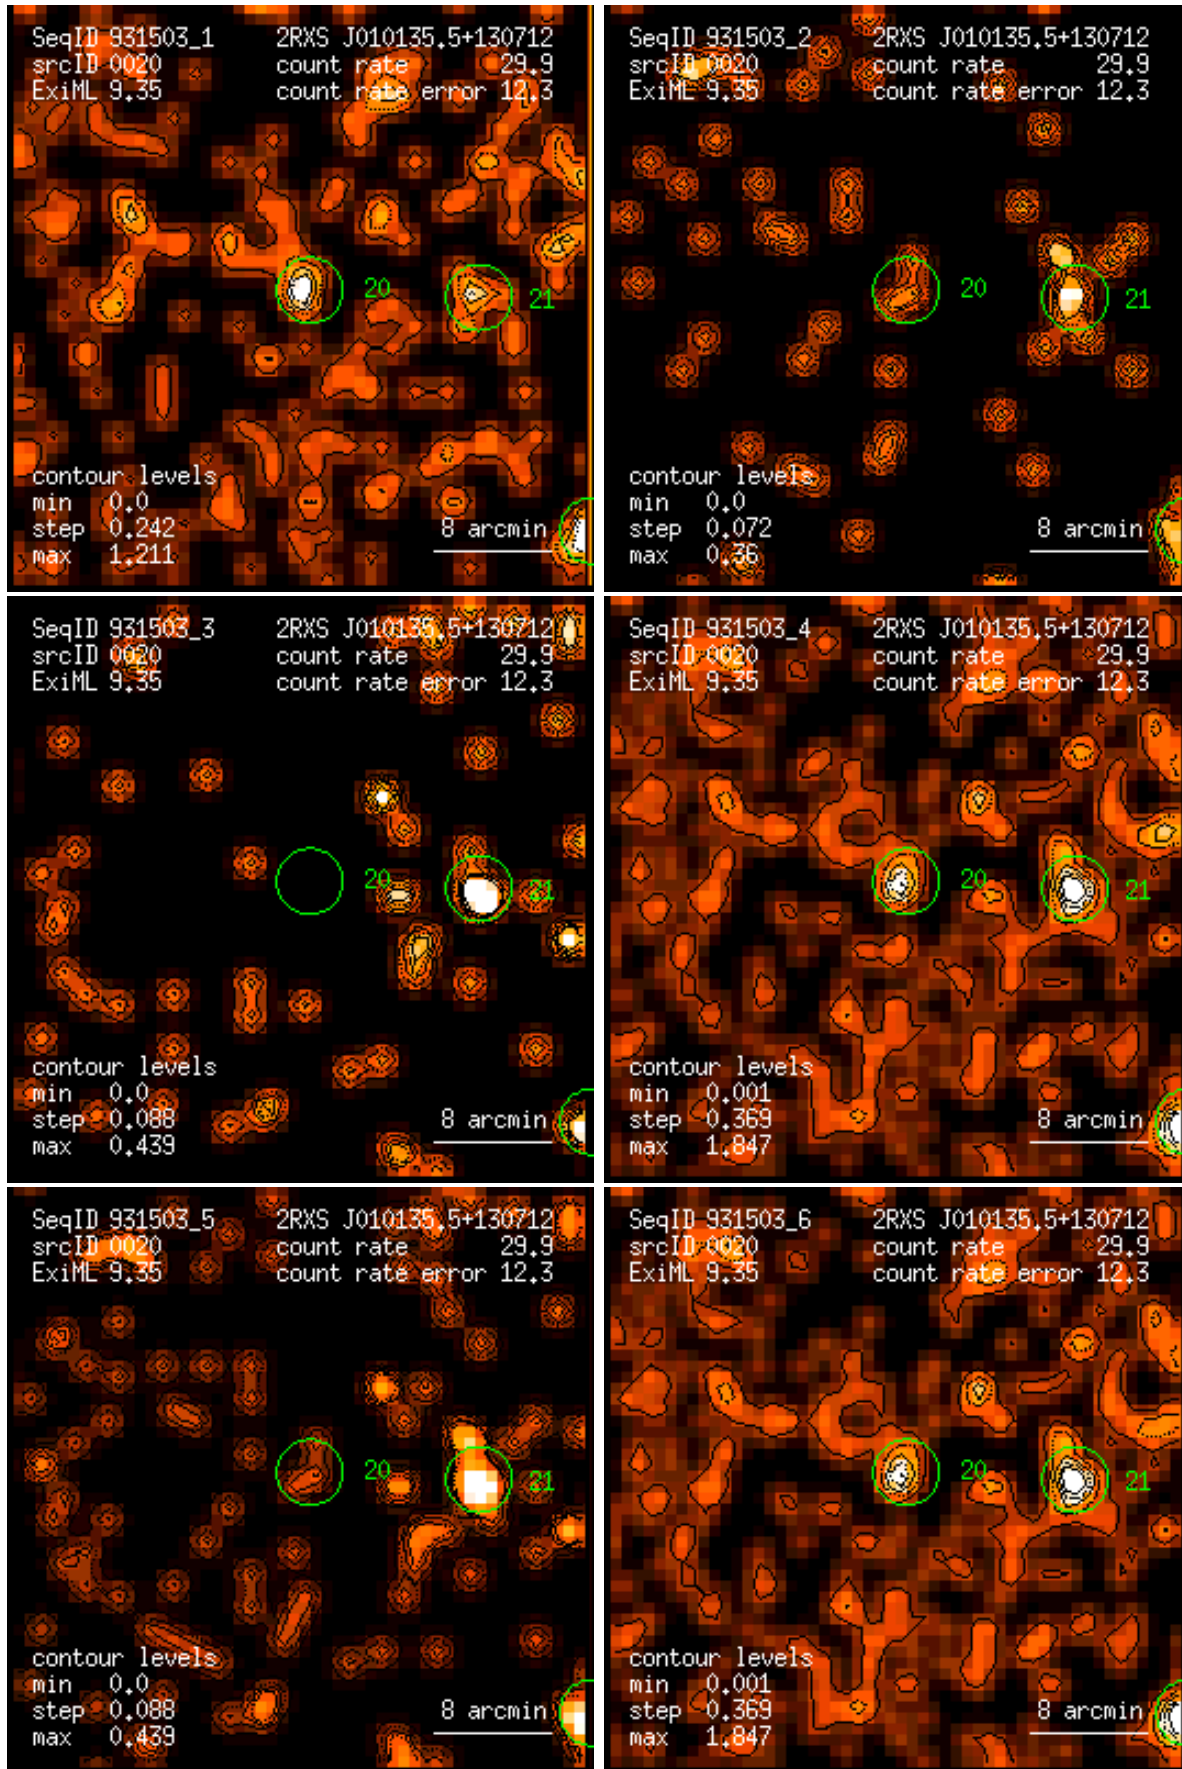 SeqID 931503_1 2RXS J010135.5+130712
srcID 0020 count rate 29.9
ExiML 9.35 count rate error 12.3
20
21
contour levels
min 0.0
step 0.242 8 arcmin
max 1.211
SeqID 931503_2 2RXS J010135.5+130712
srcID 0020 count rate 29.9
ExiML 9.35 count rate error 12.3
20
21
contour levels
min 0.0
step 0.072 8 arcmin
max 0.36
SeqID 931503_3 2RXS J010135.5+130712
srcID 0020 count rate 29.9
ExiML 9.35 count rate error 12.3
20
21
contour levels
min 0.0
step 0.088 8 arcmin
max 0.439
SeqID 931503_4 2RXS J010135.5+130712
srcID 0020 count rate 29.9
ExiML 9.35 count rate error 12.3
20
21
contour levels
min 0.001
step 0.369 8 arcmin
max 1.847
SeqID 931503_5 2RXS J010135.5+130712
srcID 0020 count rate 29.9
ExiML 9.35 count rate error 12.3
20
21
contour levels
min 0.0
step 0.088 8 arcmin
max 0.439
SeqID 931503_6 2RXS J010135.5+130712
srcID 0020 count rate 29.9
ExiML 9.35 count rate error 12.3
20
21
contour levels
min 0.001
step 0.369 8 arcmin
max 1.847